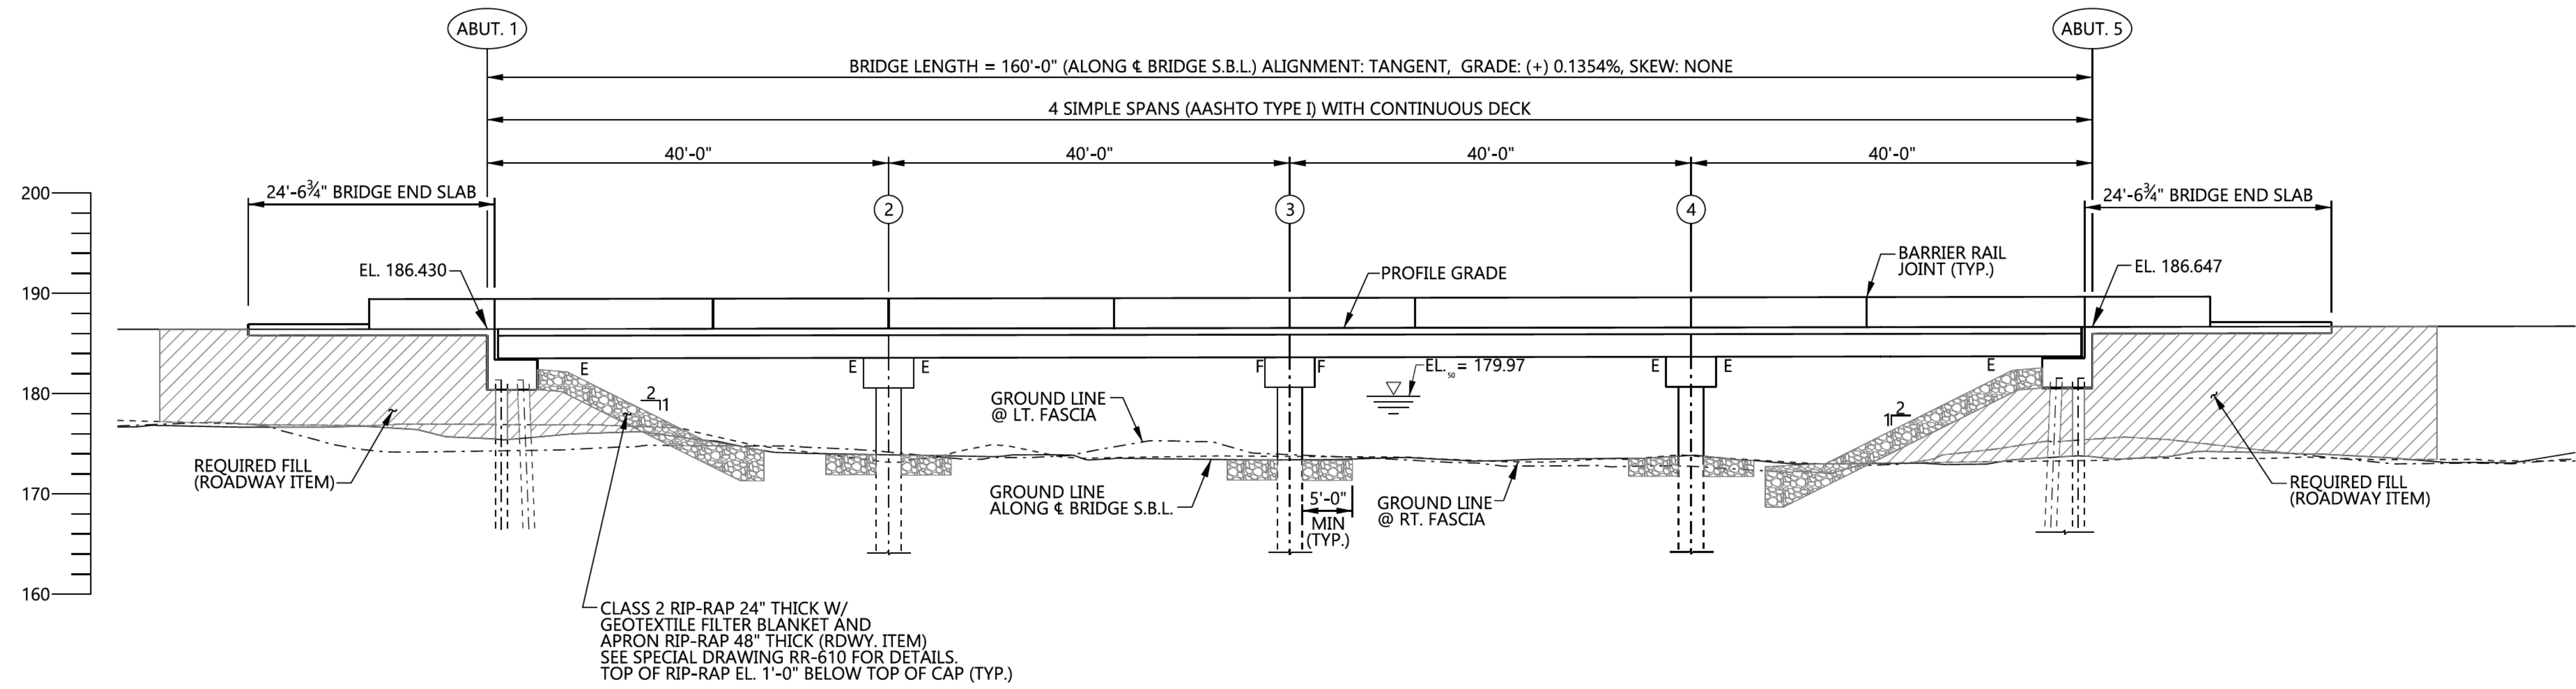 ABUT. 1
ABUT. 5
BRIDGE LENGTH = 160'-0" (ALONG ℄ BRIDGE S.B.L.) ALIGNMENT: TANGENT, GRADE: (+) 0.1354%, SKEW: NONE
4 SIMPLE SPANS (AASHTO TYPE I) WITH CONTINUOUS DECK
40'-0"
40'-0"
40'-0"
40'-0"
200
24'-6¾" BRIDGE END SLAB
24'-6¾" BRIDGE END SLAB
2
3
4
EL. 186.430
PROFILE GRADE
BARRIER RAIL
JOINT (TYP.)
EL. 186.647
190
E
E
E
F
F
EL.₅₀ = 179.97
E
E
E
180
2
1
GROUND LINE
@ LT. FASCIA
2
1
REQUIRED FILL
(ROADWAY ITEM)
170
GROUND LINE
ALONG ℄ BRIDGE S.B.L.
5'-0"
MIN
(TYP.)
GROUND LINE
@ RT. FASCIA
REQUIRED FILL
(ROADWAY ITEM)
160
CLASS 2 RIP-RAP 24" THICK W/
GEOTEXTILE FILTER BLANKET AND
APRON RIP-RAP 48" THICK (RDWY. ITEM)
SEE SPECIAL DRAWING RR-610 FOR DETAILS.
TOP OF RIP-RAP EL. 1'-0" BELOW TOP OF CAP (TYP.)